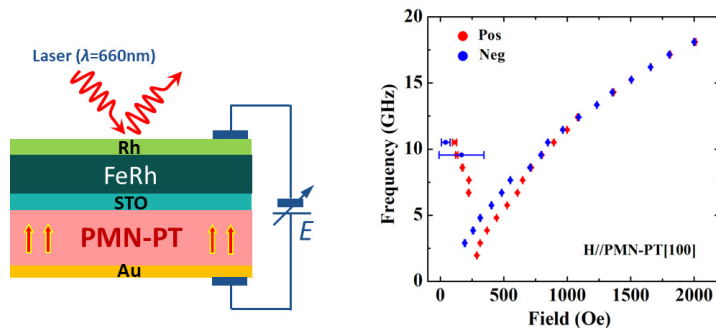 Laser (λ=660nm)
Rh
FeRh
STO
PMN-PT
Au
E
Pos
Neg
Frequency (GHz)
20
15
10
5
0
H//PMN-PT[100]
0 500 1000 1500 2000
Field (Oe)